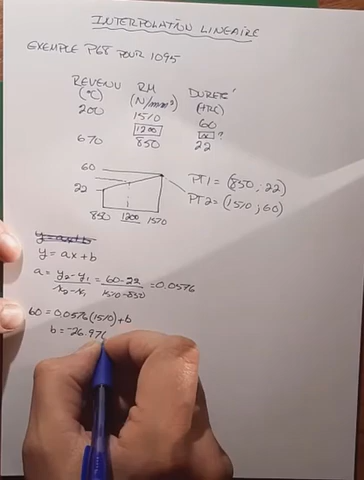 INTERPOLATION LINEAIRE
EXEMPLE P68 POUR 1095
REVENU RM DURETÉ
(°C) (N/mm²) (HRC)
200 1510 60
1200 x ?
670 850 22
60
22
850 1200 1510
PT1 = (850 ; 22)
PT2 = (1510 ; 60)
y = ax + b
y = ax + b
a = y₂ - y₁ / x₂ - x₁ = 60 - 22 / 1510 - 850 = 0.0576
60 = 0.0576 (1510) + b
b = -26.976